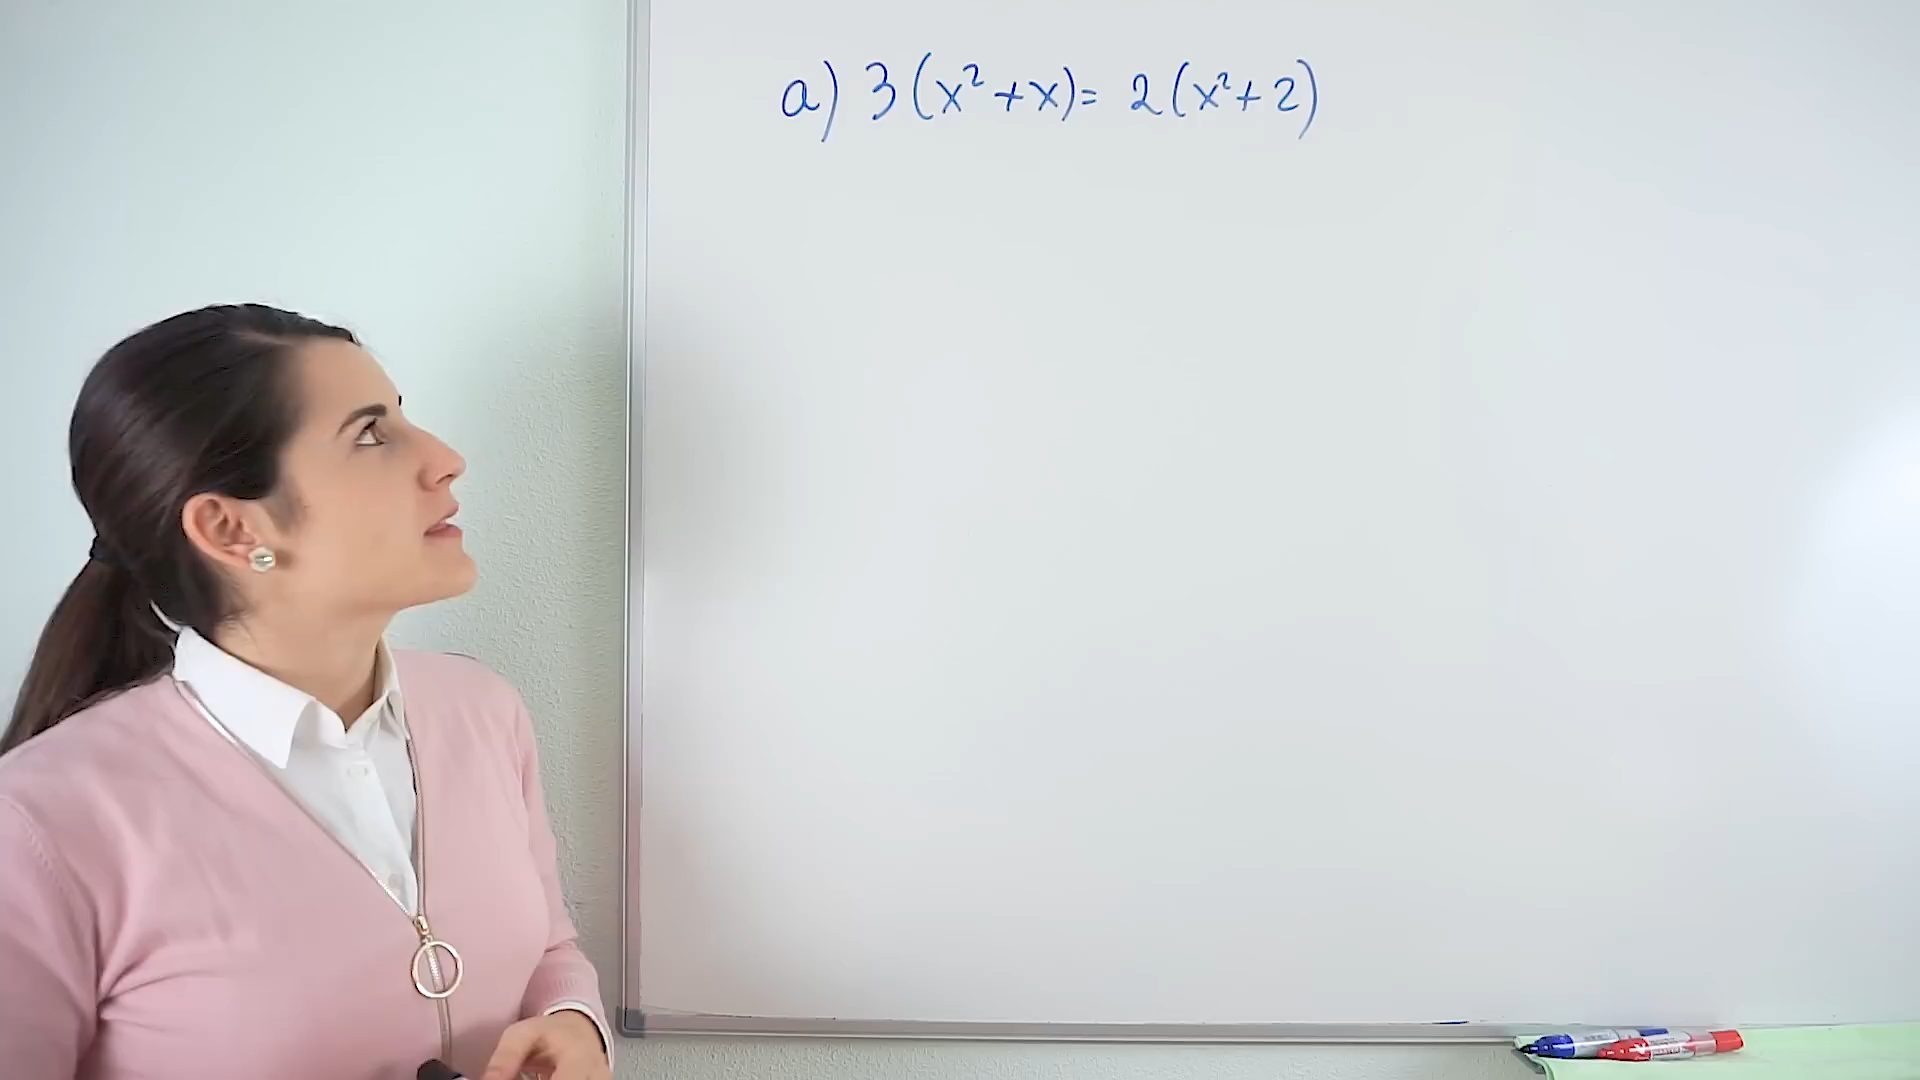 a) 3(x²+x)= 2(x²+2)